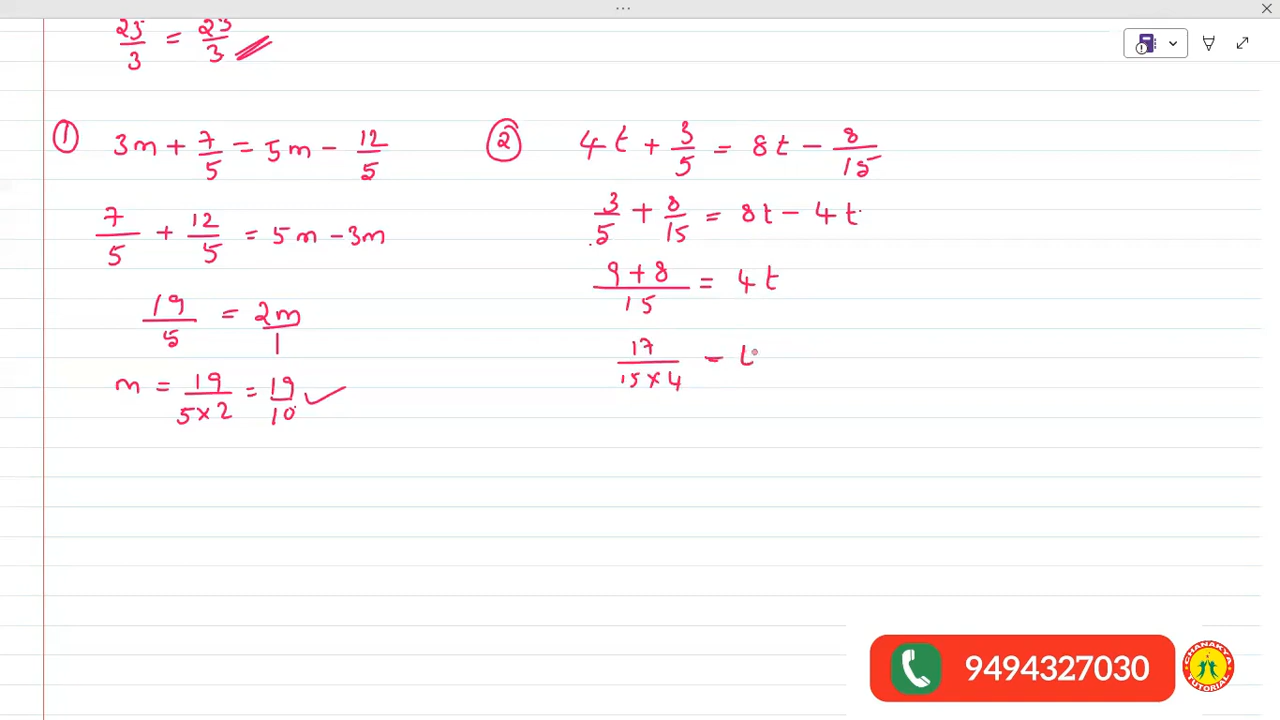 25/3 = 25/3
① 3m + 7/5 = 5m - 12/5
7/5 + 12/5 = 5m - 3m
19/5 = 2m/1
m = 19/(5×2) = 19/10 ✓
② 4t + 3/5 = 8t - 8/15
3/5 + 8/15 = 8t - 4t
(9+8)/15 = 4t
17/(15×4) - t
9494327030
CHANAKYA
TUTORIAL